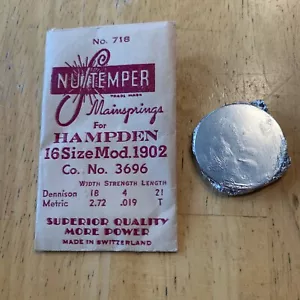 No. 718
NU-TEMPER
TRADE MARK
Mainsprings
For
HAMPDEN
16 Size Mod. 1902
Co. No. 3696
WIDTH STRENGTH LENGTH
Dennison 18 4 21
Metric 2.72 .019 T
SUPERIOR QUALITY
MORE POWER
MADE IN SWITZERLAND